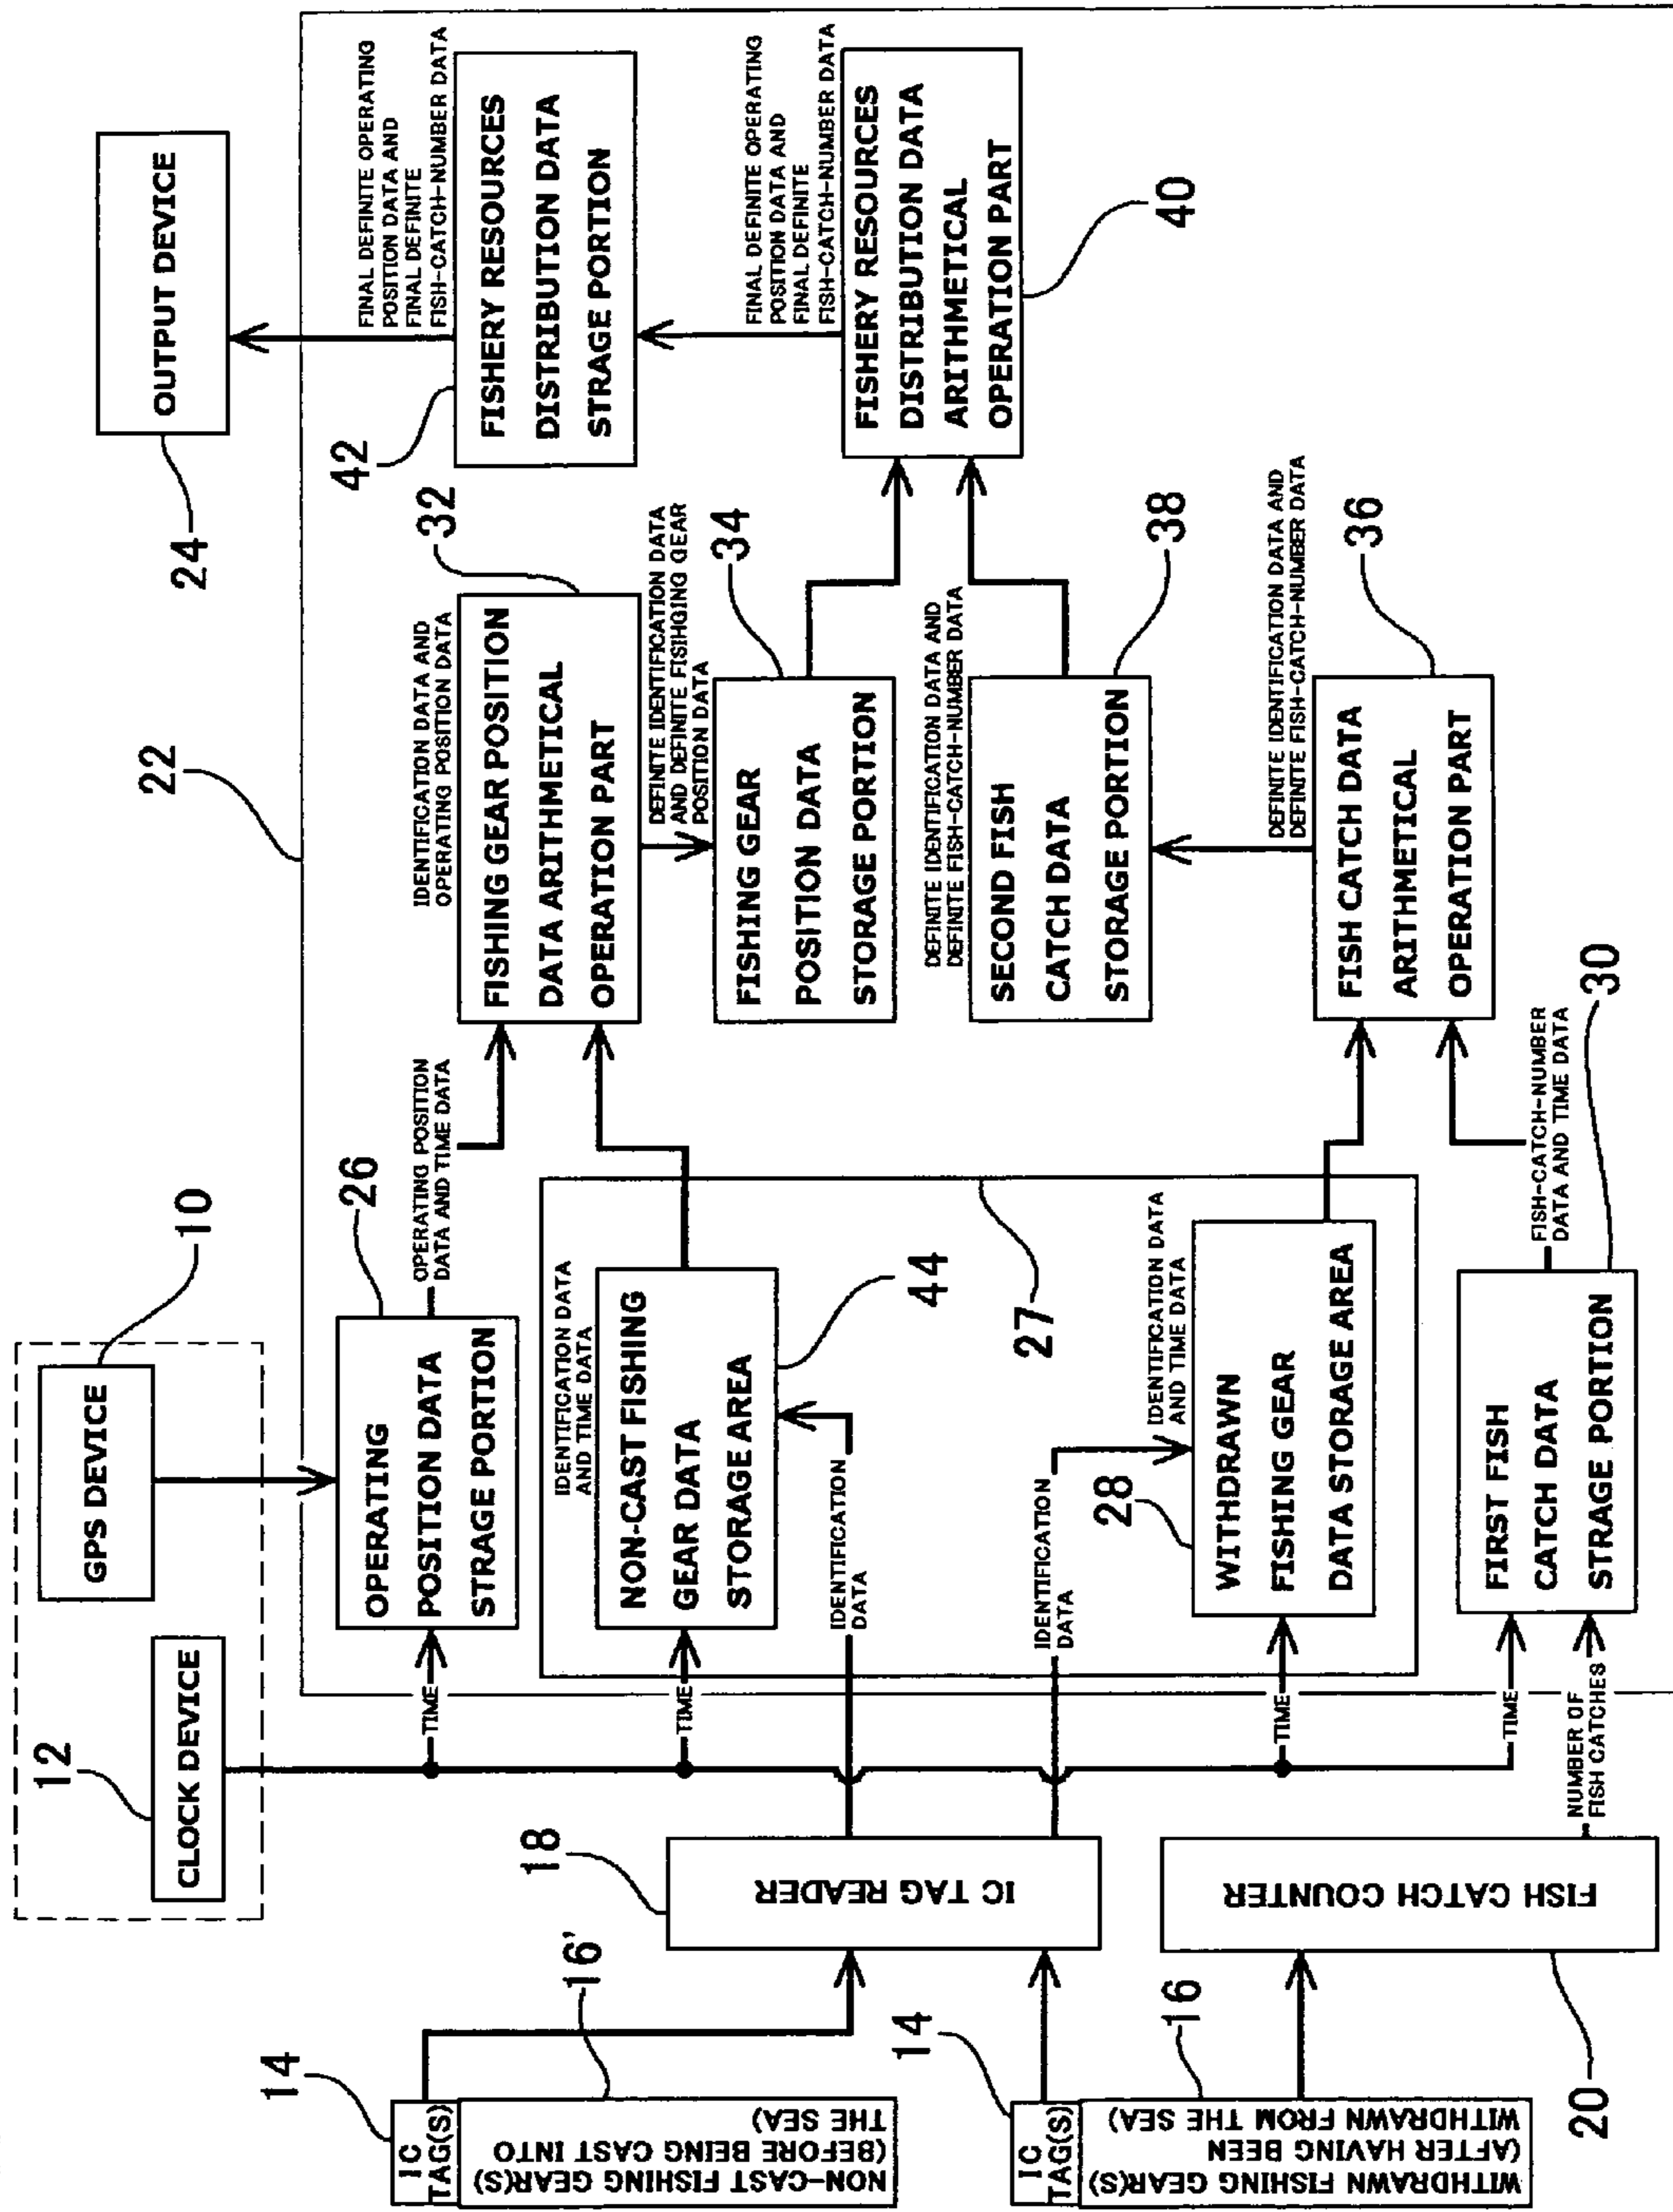 GPS DEVICE
10
CLOCK DEVICE
12
OUTPUT DEVICE
24
22
OPERATING
POSITION DATA
STRAGE PORTION
26
TIME
OPERATING POSITION
DATA AND TIME DATA
IDENTIFICATION DATA
AND TIME DATA
NON-CAST FISHING
GEAR DATA
STORAGE AREA
44
TIME
IDENTIFICATION
DATA
27
IDENTIFICATION
DATA
IDENTIFICATION DATA
AND TIME DATA
28
WITHDRAWN
FISHING GEAR
DATA STORAGE AREA
TIME
FIRST FISH
CATCH DATA
STRAGE PORTION
30
TIME
NUMBER OF
FISH CATCHES
FISH-CATCH-NUMBER
DATA AND TIME DATA
IDENTIFICATION DATA AND
OPERATING POSITION DATA
FISHING GEAR POSITION
DATA ARITHMETICAL
OPERATION PART
32
DEFINITE IDENTIFICATION DATA
AND DEFINITE FISIHGING GEAR
POSITION DATA
FISHING GEAR
POSITION DATA
STORAGE PORTION
34
DEFINITE IDENTIFICATION DATA AND
DEFINITE FISH-CATCH-NUMBER DATA
SECOND FISH
CATCH DATA
STORAGE PORTION
38
DEFINITE IDENTIFICATION DATA AND
DEFINITE FISH-CATCH-NUMBER DATA
FISH CATCH DATA
ARITHMETICAL
OPERATION PART
36
FINAL DEFINITE OPERATING
POSITION DATA AND
FINAL DEFINITE
FISH-CATCH-NUMBER DATA
FISHERY RESOURCES
DISTRIBUTION DATA
STRAGE PORTION
42
FINAL DEFINITE OPERATING
POSITION DATA AND
FINAL DEFINITE
FISH-CATCH-NUMBER DATA
FISHERY RESOURCES
DISTRIBUTION DATA
ARITHMETICAL
OPERATION PART
40
IC TAG READER
18
FISH CATCH COUNTER
20
14
IC
TAG(S)
16'
NON-CAST FISHING GEAR(S)
(BEFORE BEING CAST INTO
THE SEA)
14
IC
TAG(S)
16
WITHDRAWN FISHING GEAR(S)
(AFTER HAVING BEEN
WITHDRAWN FROM THE SEA)